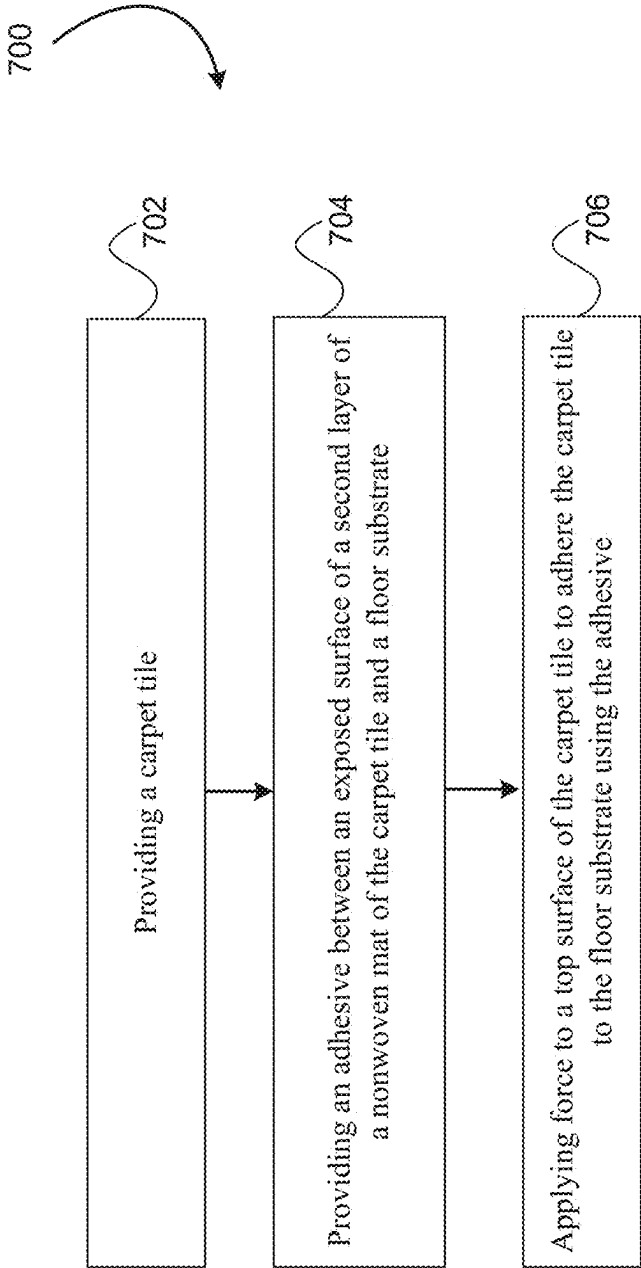 700
702
Providing a carpet tile
704
Providing an adhesive between an exposed surface of a second layer of
a nonwoven mat of the carpet tile and a floor substrate
706
Applying force to a top surface of the carpet tile to adhere the carpet tile
to the floor substrate using the adhesive